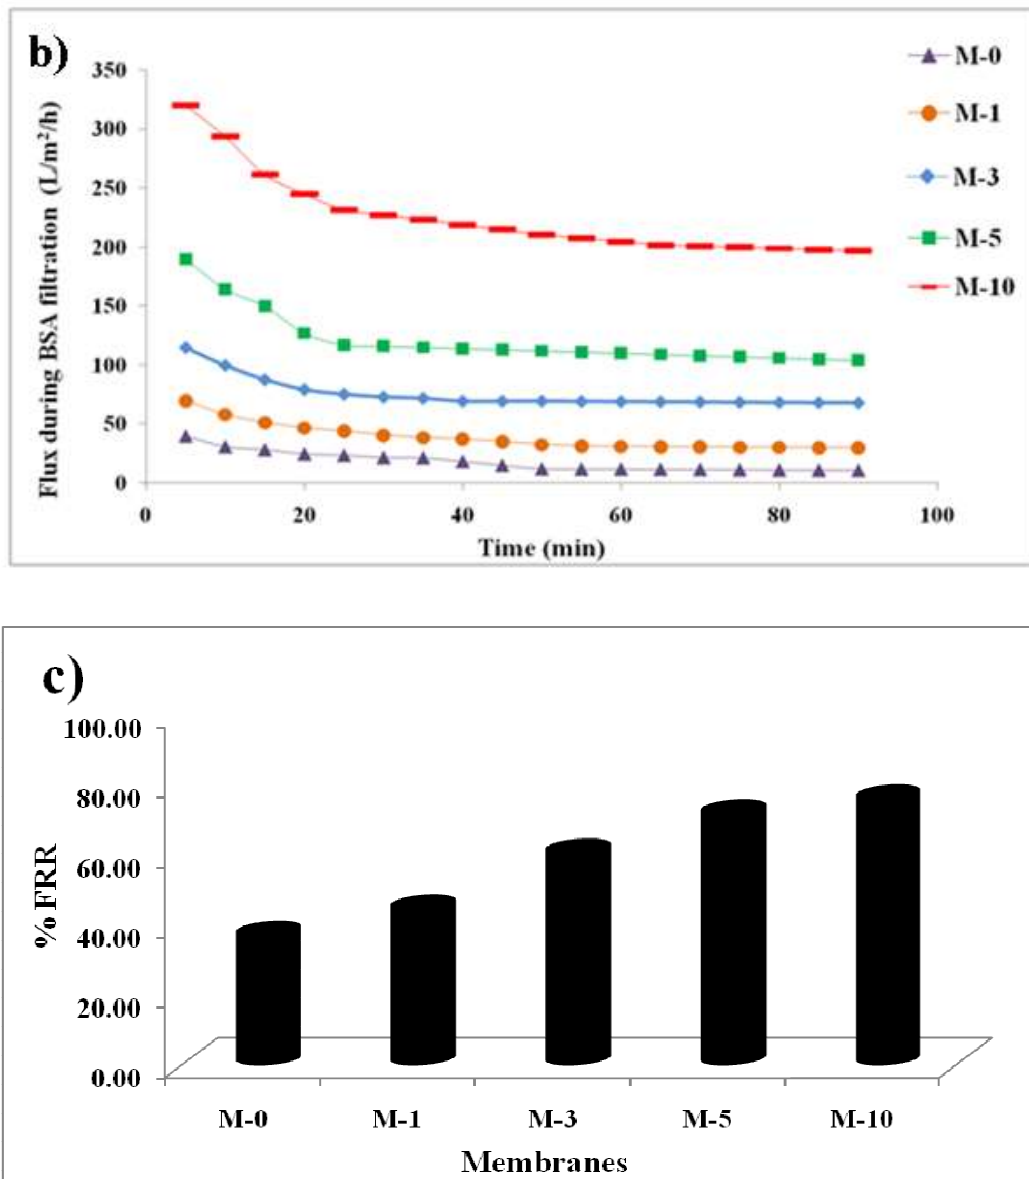 b)
Flux during BSA filtration (L/m²/h)
350
300
250
200
150
100
50
0
0 20 40 60 80 100
Time (min)
M-0
M-1
M-3
M-5
M-10
c)
% FRR
100.00
80.00
60.00
40.00
20.00
0.00
M-0 M-1 M-3 M-5 M-10
Membranes